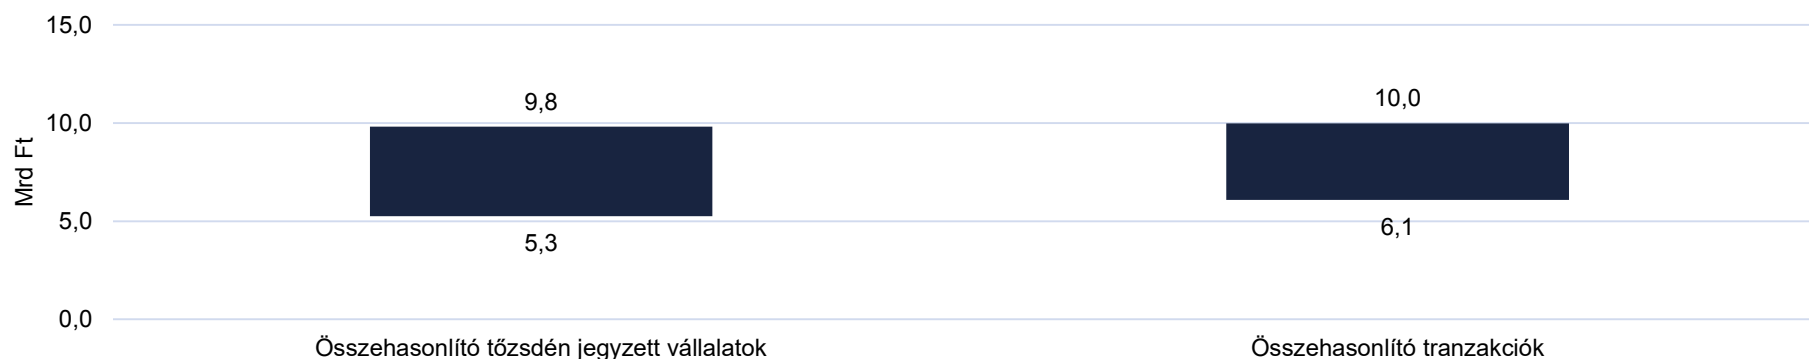 15,0
9,8
10,0
10,0
Mrd Ft
5,0
5,3
6,1
0,0
Összehasonlító tőzsdén jegyzett vállalatok
Összehasonlító tranzakciók